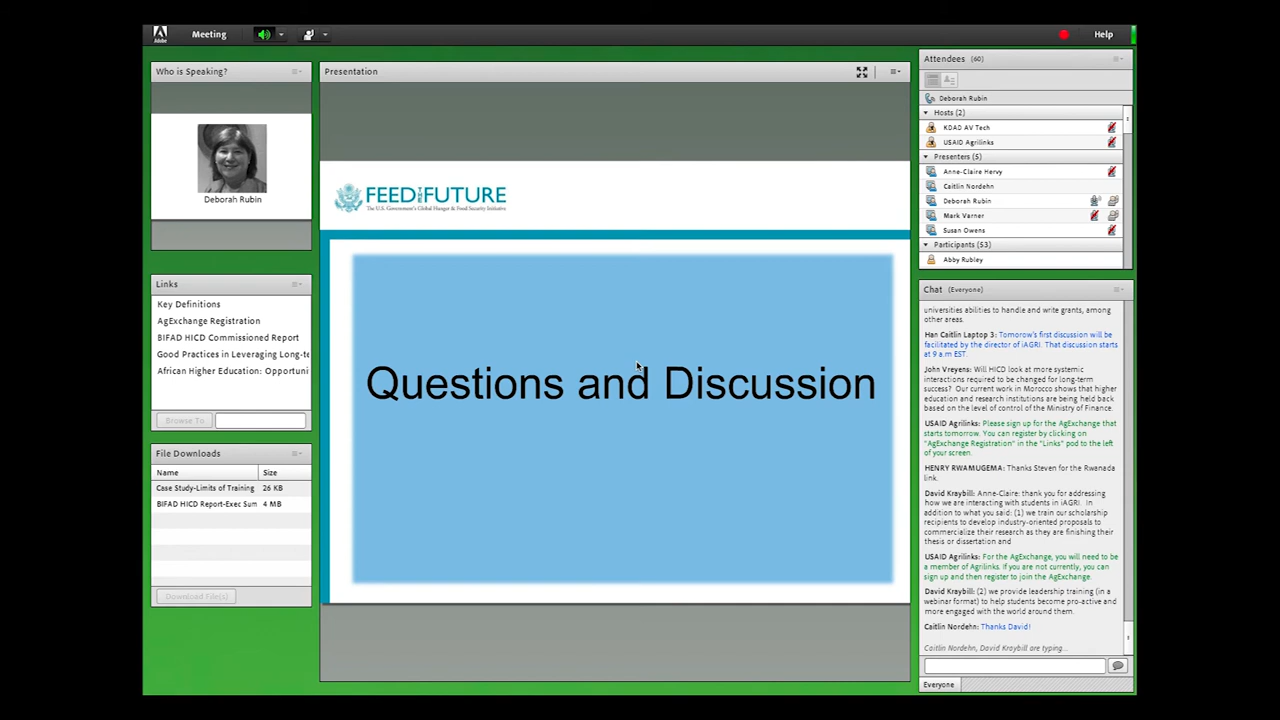 Adobe
Meeting
Help
Who is Speaking?
Deborah Rubin
Links
Key Definitions
AgExchange Registration
BIFAD HICD Commissioned Report
Good Practices in Leveraging Long-te
African Higher Education: Opportuni
Browse To
File Downloads
Name Size
Case Study-Limits of Training 26 KB
BIFAD HICD Report-Exec Sum 4 MB
Download File(s)
Presentation
FEED THE FUTURE
The U.S. Government's Global Hunger & Food Security Initiative
Questions and Discussion
Attendees (60)
Deborah Rubin
Hosts (2)
KDAD AV Tech
USAID Agrilinks
Presenters (5)
Anne-Claire Hervy
Caitlin Nordehn
Deborah Rubin
Mark Varner
Susan Owens
Participants (53)
Abby Rubley
Chat (Everyone)
universities abilities to handle and write grants, among
other areas.
Han Caitlin Laptop 3: Tomorow's first discussion will be
facilitated by the director of iAGRI. That discussion starts
at 9 a.m EST.
John Vreyens: Will HICD look at more systemic
interactions required to be changed for long-term
success? Our current work in Morocco shows that higher
education and research institutions are being held back
based on the level of control of the Ministry of Finance.
USAID Agrilinks: Please sign up for the AgExchange that
starts tomorrow. You can register by clicking on
"AgExchange Registration" in the "Links" pod to the left
of your screen.
HENRY RWAMUGEMA: Thanks Steven for the Rwanada
link.
David Kraybill: Anne-Claire: thank you for addressing
how we are interacting with students in iAGRI. In
addition to what you said: (1) we train our scholarship
recipients to develop industry-oriented proposals to
commercialize their research as they are finishing their
thesis or dissertation and
USAID Agrilinks: For the AgExchange, you will need to be
a member of Agrilinks. If you are not currently, you can
sign up and then register to join the AgExchange.
David Kraybill: (2) we provide leadership training (in a
webinar format) to help students become pro-active and
more engaged with the world around them.
Caitlin Nordehn: Thanks David!
Caitlin Nordehn, David Kraybill are typing...
Everyone